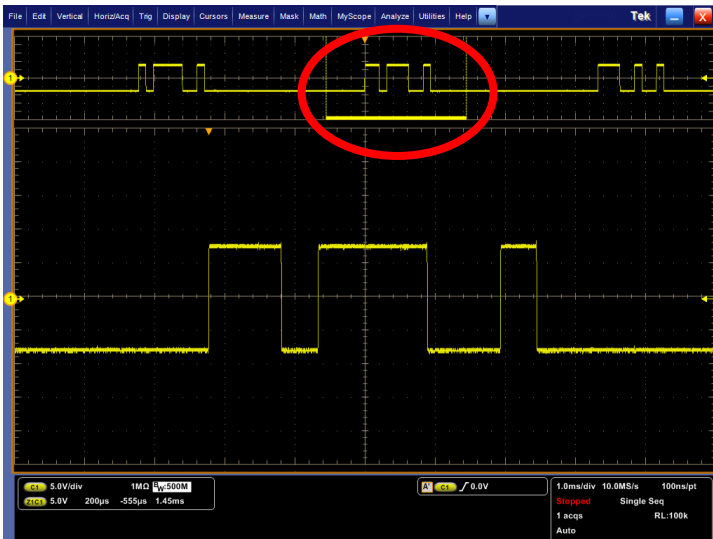 File Edit Vertical Horiz/Acq Trig Display Cursors Measure Mask Math MyScope Analyze Utilities Help Tek X
1
1
C1 5.0V/div 1MΩ BW:500M
Z1C1 5.0V 200µs -555µs 1.45ms
A' C1 0.0V
1.0ms/div 10.0MS/s 100ns/pt
Stopped Single Seq
1 acqs RL:100k
Auto